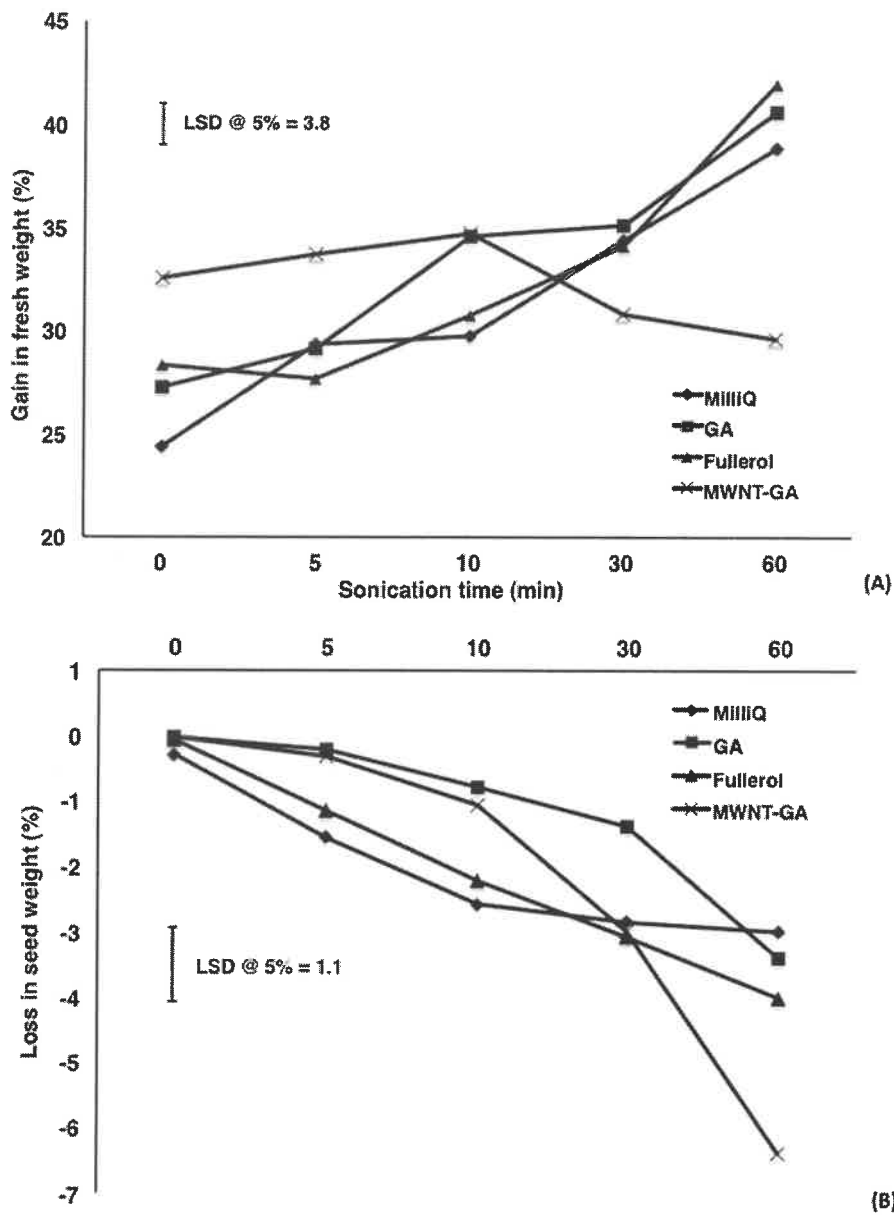 Gain in fresh weight (%)
45
40
35
30
25
20
LSD @ 5% = 3.8
MilliQ
GA
Fullerol
MWNT-GA
0 5 10 30 60
Sonication time (min)
(A)
0 5 10 30 60
Loss in seed weight (%)
1
0
-1
-2
-3
-4
-5
-6
-7
MilliQ
GA
Fullerol
MWNT-GA
LSD @ 5% = 1.1
(B)